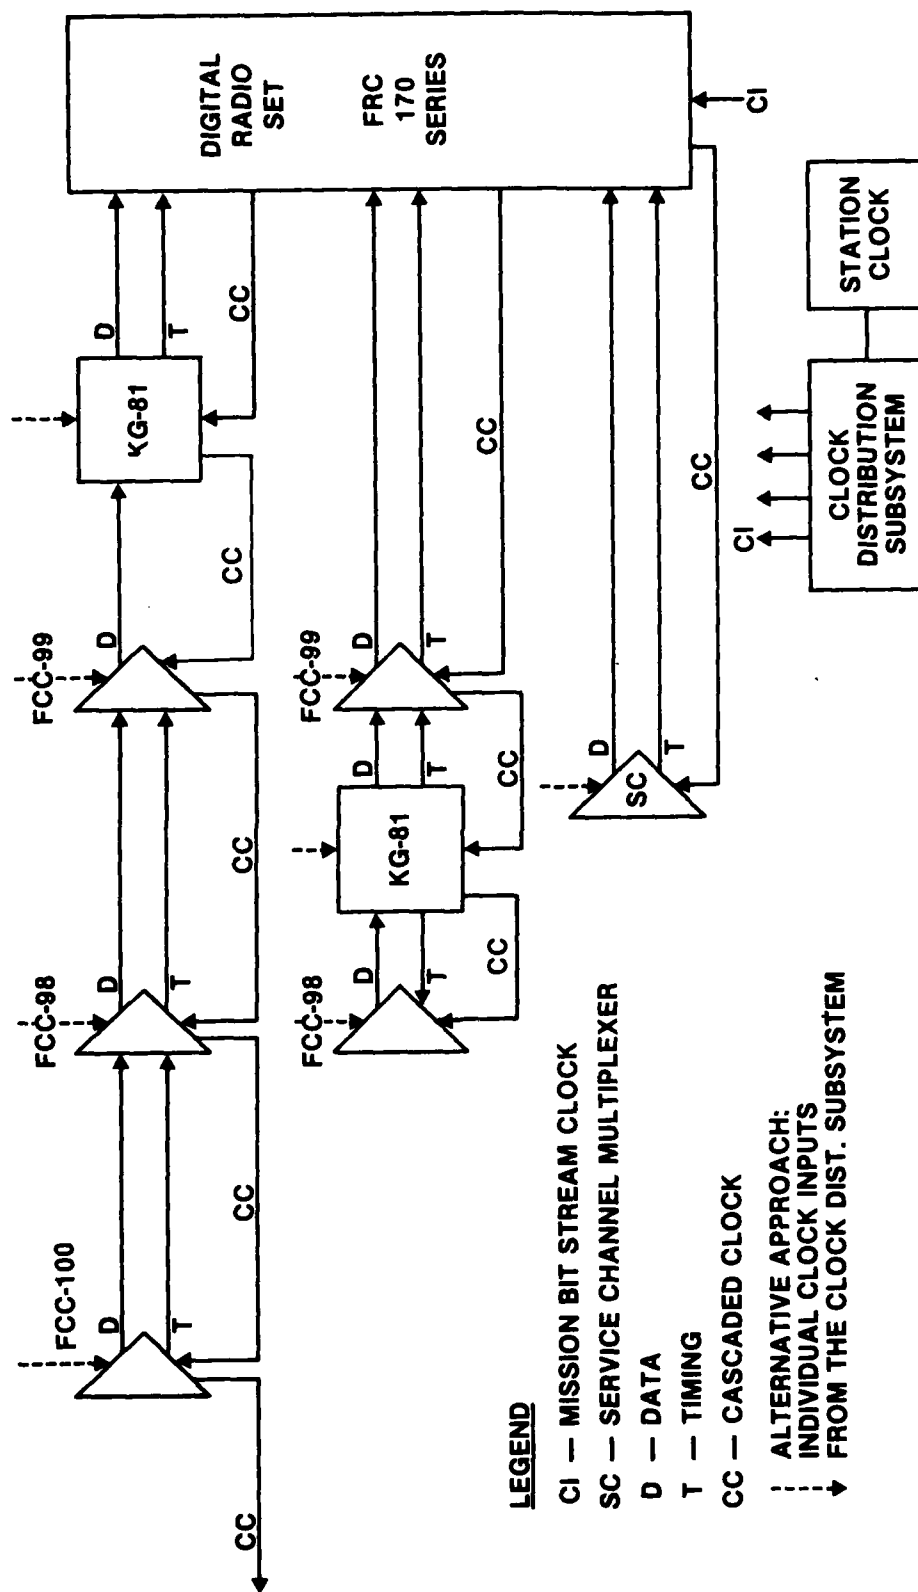 FCC-100
FCC-98
FCC-99
D
D
D
D
T
T
T
KG-81
CC
CC
CC
CC
CC
DIGITAL
RADIO
SET
FRC
170
SERIES
FCC-98
FCC-99
D
D
D
T
T
T
KG-81
CC
CC
CC
D
T
SC
CC
CI
CI
CLOCK
DISTRIBUTION
SUBSYSTEM
STATION
CLOCK
LEGEND
CI — MISSION BIT STREAM CLOCK
SC — SERVICE CHANNEL MULTIPLEXER
D — DATA
T — TIMING
CC — CASCADED CLOCK
ALTERNATIVE APPROACH:
INDIVIDUAL CLOCK INPUTS
FROM THE CLOCK DIST. SUBSYSTEM